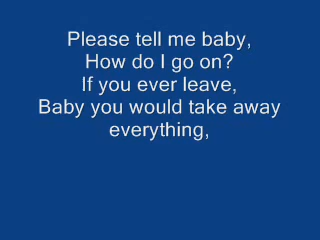 Please tell me baby,
How do I go on?
If you ever leave,
Baby you would take away
everything,